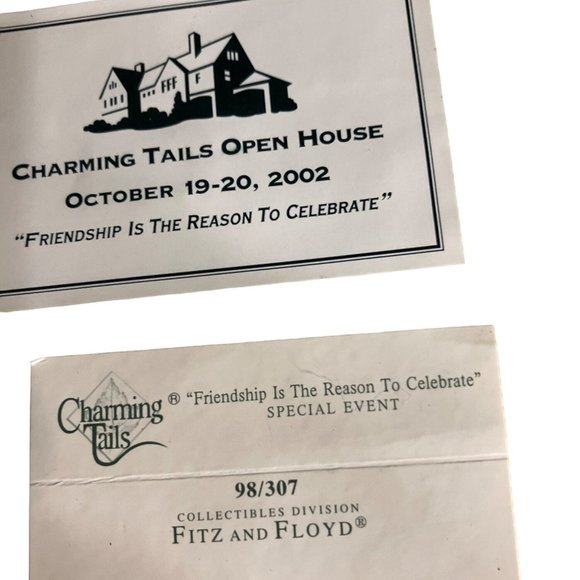 CHARMING TAILS OPEN HOUSE
OCTOBER 19-20, 2002
“FRIENDSHIP IS THE REASON TO CELEBRATE”
Charming Tails ® “Friendship Is The Reason To Celebrate”
SPECIAL EVENT
98/307
COLLECTIBLES DIVISION
FITZ AND FLOYD®